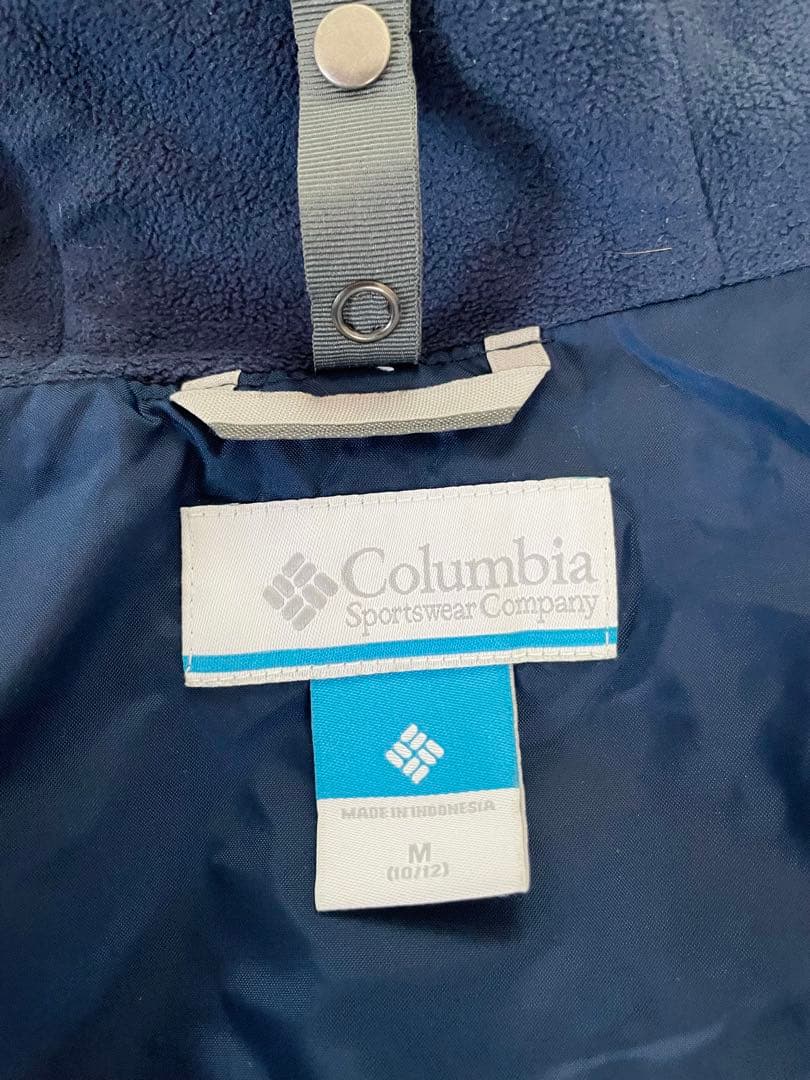 Columbia
Sportswear Company
MADE IN INDONESIA
M
(10/12)